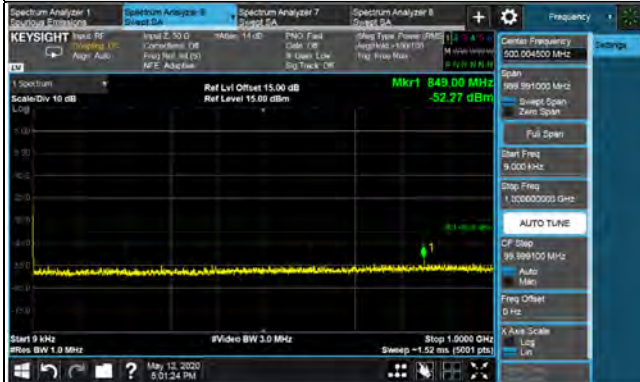 Spectrum Analyzer 1
Spurious Emissions
Spectrum Analyzer 6
Swept SA
Spectrum Analyzer 7
Swept SA
Spectrum Analyzer 8
Swept SA
+
Frequency
KEYSIGHT
Input: RF
Coupling: DC
Align: Auto
Input Z: 50 Ω
Corrections: Off
Freq Ref: Int (S)
NFE: Adaptive
#Atten: 14 dB
PNO: Fast
Gate: Off
IF Gain: Low
Sig Track: Off
Avg|Hold: >100/100
Trig: Free Run
LM
1 Spectrum
Scale/Div 10 dB
Log
Ref Lvl Offset 15.00 dB
Ref Level 15.00 dBm
Mkr1 849.00 MHz
-52.27 dBm
1
Start 9 kHz
#Res BW 1.0 MHz
#Video BW 3.0 MHz
Stop 1.0000 GHz
Sweep ~1.52 ms (5001 pts)
May 12, 2020
5:01:24 PM
?
Center Frequency
500.004500 MHz
Settings
Span
999.991000 MHz
Swept Span
Zero Span
Full Span
Start Freq
9.000 kHz
Stop Freq
1.000000000 GHz
AUTO TUNE
CF Step
99.999100 MHz
Auto
Man
Freq Offset
0 Hz
X Axis Scale
Log
Lin